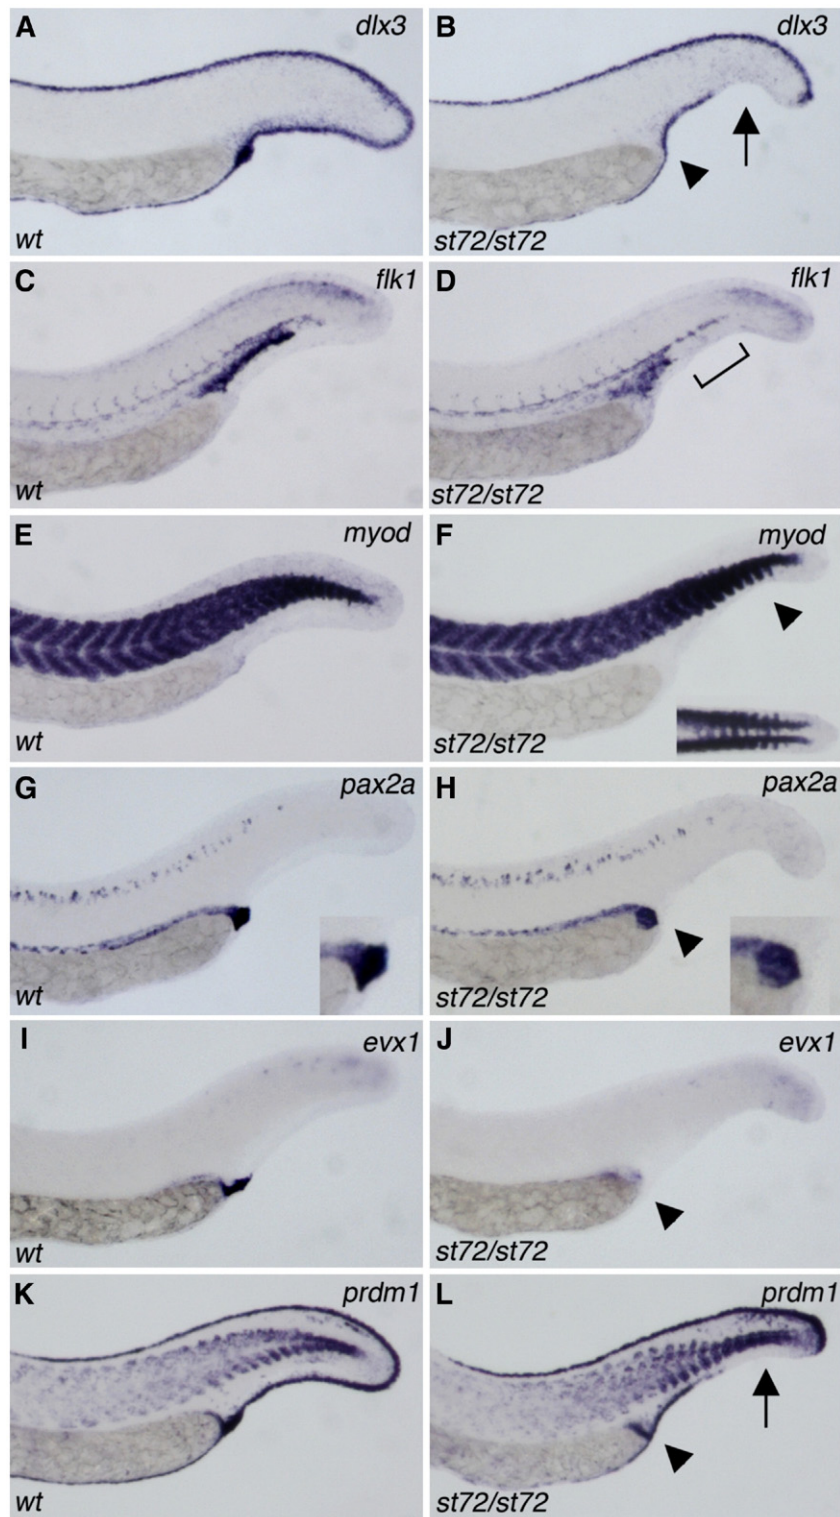 A dlx3
wt
B dlx3
st72/st72
C flk1
wt
D flk1
st72/st72
E myod
wt
F myod
st72/st72
G pax2a
wt
H pax2a
st72/st72
I evx1
wt
J evx1
st72/st72
K prdm1
wt
L prdm1
st72/st72